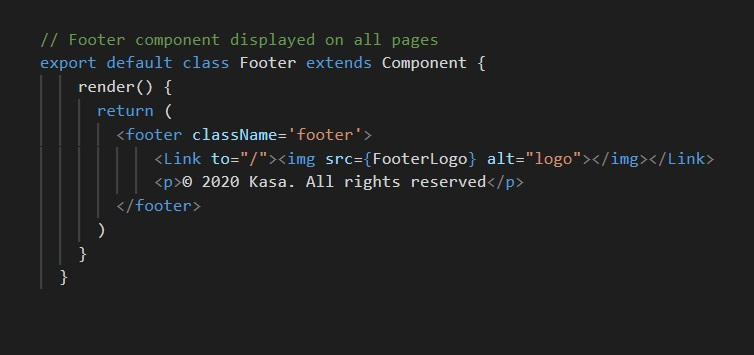 // Footer component displayed on all pages
export default class Footer extends Component {
render() {
return (
<footer className='footer'>
<Link to="/"><img src={FooterLogo} alt="logo"></img></Link>
<p>© 2020 Kasa. All rights reserved</p>
</footer>
)
}
}